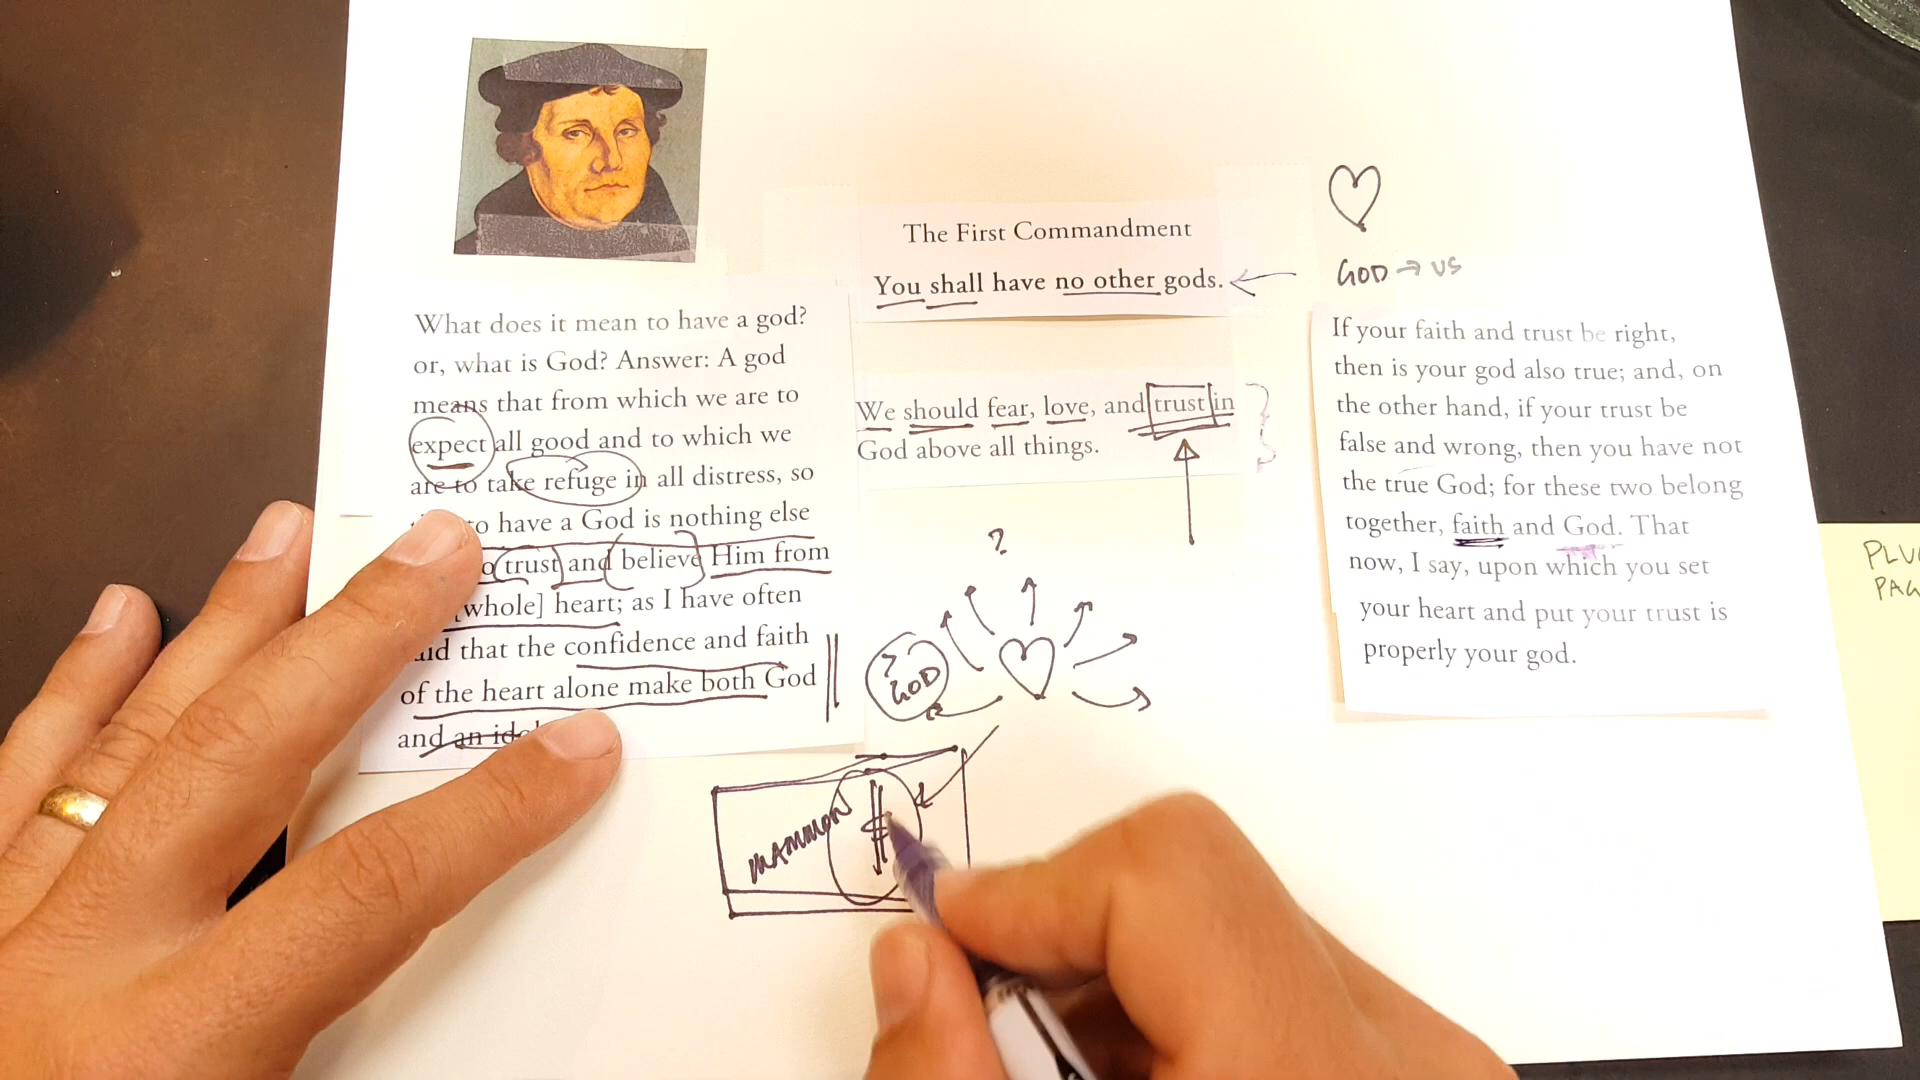 The First Commandment
You shall have no other gods.
GOD → US
What does it mean to have a god?
or, what is God? Answer: A god
means that from which we are to
expect all good and to which we
are to take refuge in all distress, so
to have a God is nothing else
trust and believe Him from
[whole] heart; as I have often
that the confidence and faith
of the heart alone make both God
and an
We should fear, love, and trust in
God above all things.
If your faith and trust be right,
then is your god also true; and, on
the other hand, if your trust be
false and wrong, then you have not
the true God; for these two belong
together, faith and God. That
now, I say, upon which you set
your heart and put your trust is
properly your god.
?
? GOD
MAMMON